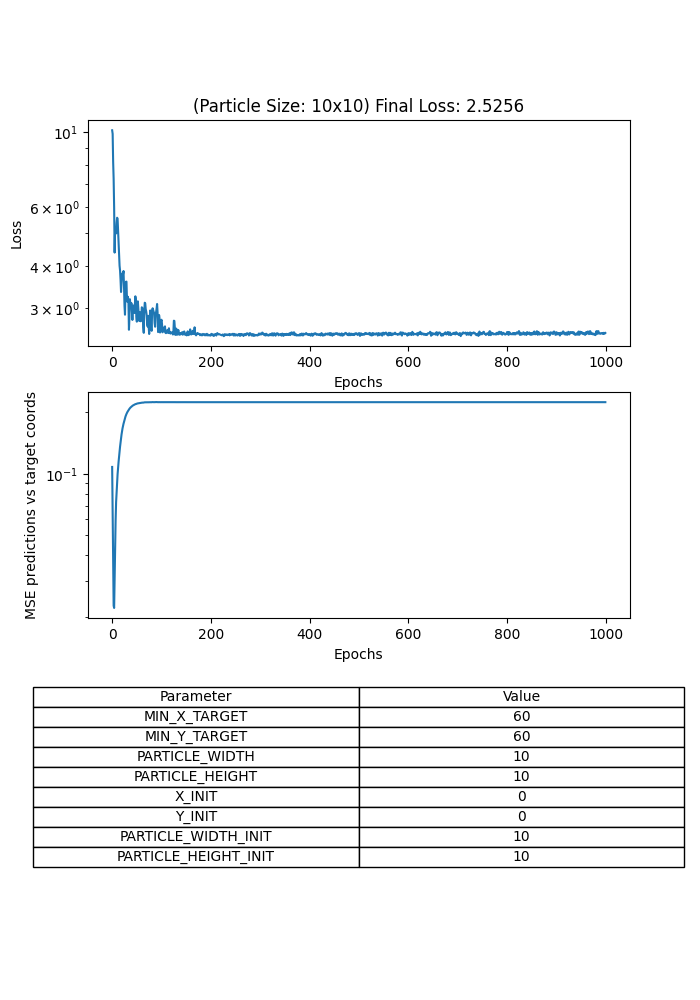 (Particle Size: 10x10) Final Loss: 2.5256
10¹
6 × 10⁰
4 × 10⁰
3 × 10⁰
Loss
0 200 400 600 800 1000
Epochs
10⁻¹
MSE predictions vs target coords
0 200 400 600 800 1000
Epochs
Parameter Value
MIN_X_TARGET 60
MIN_Y_TARGET 60
PARTICLE_WIDTH 10
PARTICLE_HEIGHT 10
X_INIT 0
Y_INIT 0
PARTICLE_WIDTH_INIT 10
PARTICLE_HEIGHT_INIT 10